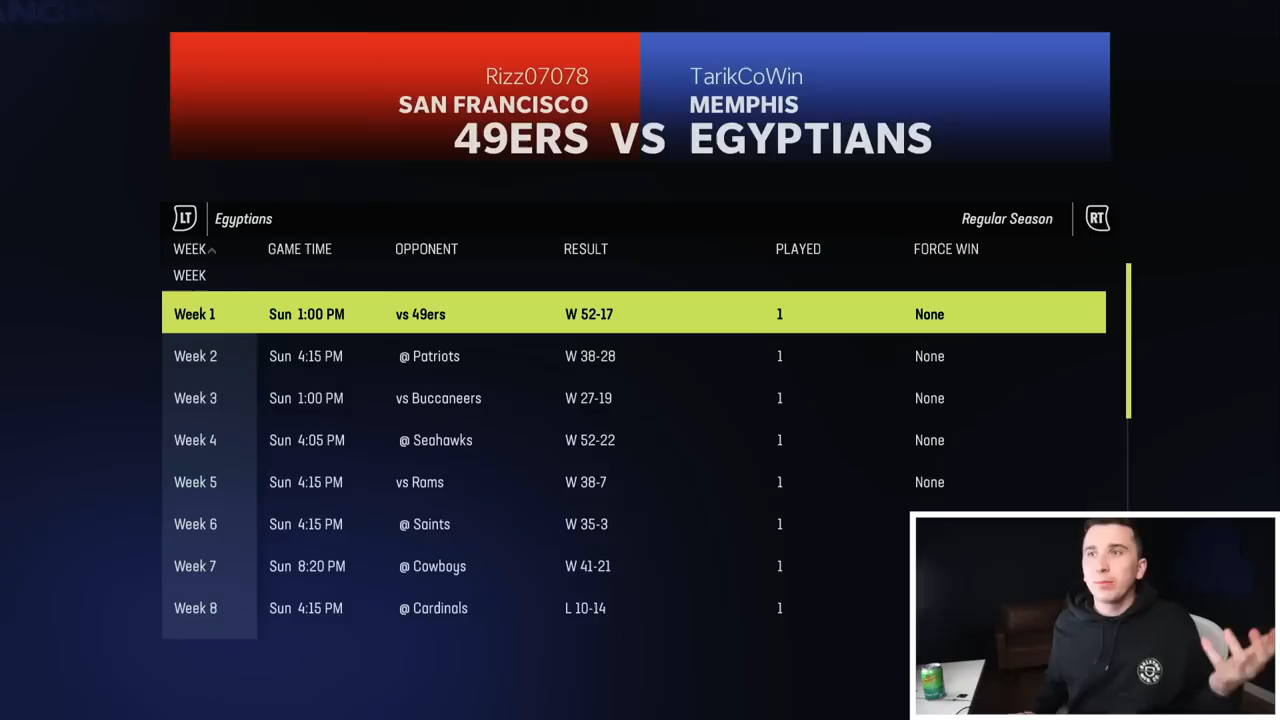 Rizz07078 TarikCoWin
SAN FRANCISCO MEMPHIS
49ERS VS EGYPTIANS
LT Egyptians Regular Season RT
WEEK GAME TIME OPPONENT RESULT PLAYED FORCE WIN
WEEK
Week 1 Sun 1:00 PM vs 49ers W 52-17 1 None
Week 2 Sun 4:15 PM @ Patriots W 38-28 1 None
Week 3 Sun 1:00 PM vs Buccaneers W 27-19 1 None
Week 4 Sun 4:05 PM @ Seahawks W 52-22 1 None
Week 5 Sun 4:15 PM vs Rams W 38-7 1 None
Week 6 Sun 4:15 PM @ Saints W 35-3 1
Week 7 Sun 8:20 PM @ Cowboys W 41-21 1
Week 8 Sun 4:15 PM @ Cardinals L 10-14 1